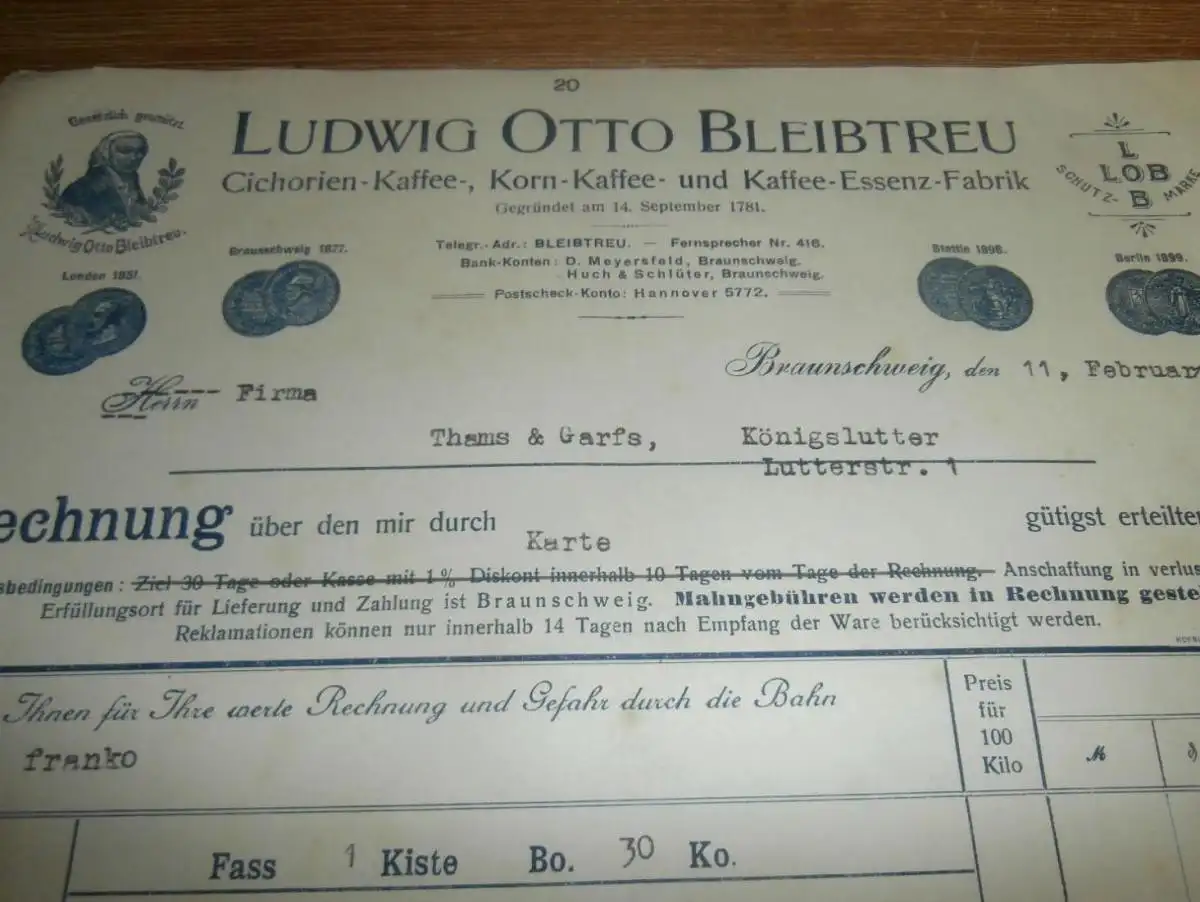 20
Gesetzlich geschützt.
LUDWIG OTTO BLEIBTREU
L
LOB
B
SCHUTZ- MARKE
Cichorien-Kaffee-, Korn-Kaffee- und Kaffee-Essenz-Fabrik
Gegründet am 14. September 1781.
Ludwig Otto Bleibtreu.
Telegr.-Adr.: BLEIBTREU. — Fernsprecher Nr. 416.
Bank-Konten: D. Meyersfeld, Braunschweig.
Huch & Schlüter, Braunschweig.
Postscheck-Konto: Hannover 5772.
London 1851.
Braunschweig 1877.
Stettin 1898.
Berlin 1899.
Braunschweig, den 11, Februar
Herrn Firma
Thams & Garfs, Königslutter
Lutterstr. 1
echnung über den mir durch Karte gütigst erteilten
sbedingungen: Ziel 30 Tage oder Kasse mit 1% Diskont innerhalb 10 Tagen vom Tage der Rechnung. Anschaffung in verlus
Erfüllungsort für Lieferung und Zahlung ist Braunschweig. Mahngebühren werden in Rechnung geste
Reklamationen können nur innerhalb 14 Tagen nach Empfang der Ware berücksichtigt werden.
Ihnen für Ihre werte Rechnung und Gefahr durch die Bahn
franko
Preis
für
100
Kilo
M
Fass 1 Kiste Bo. 30 Ko.